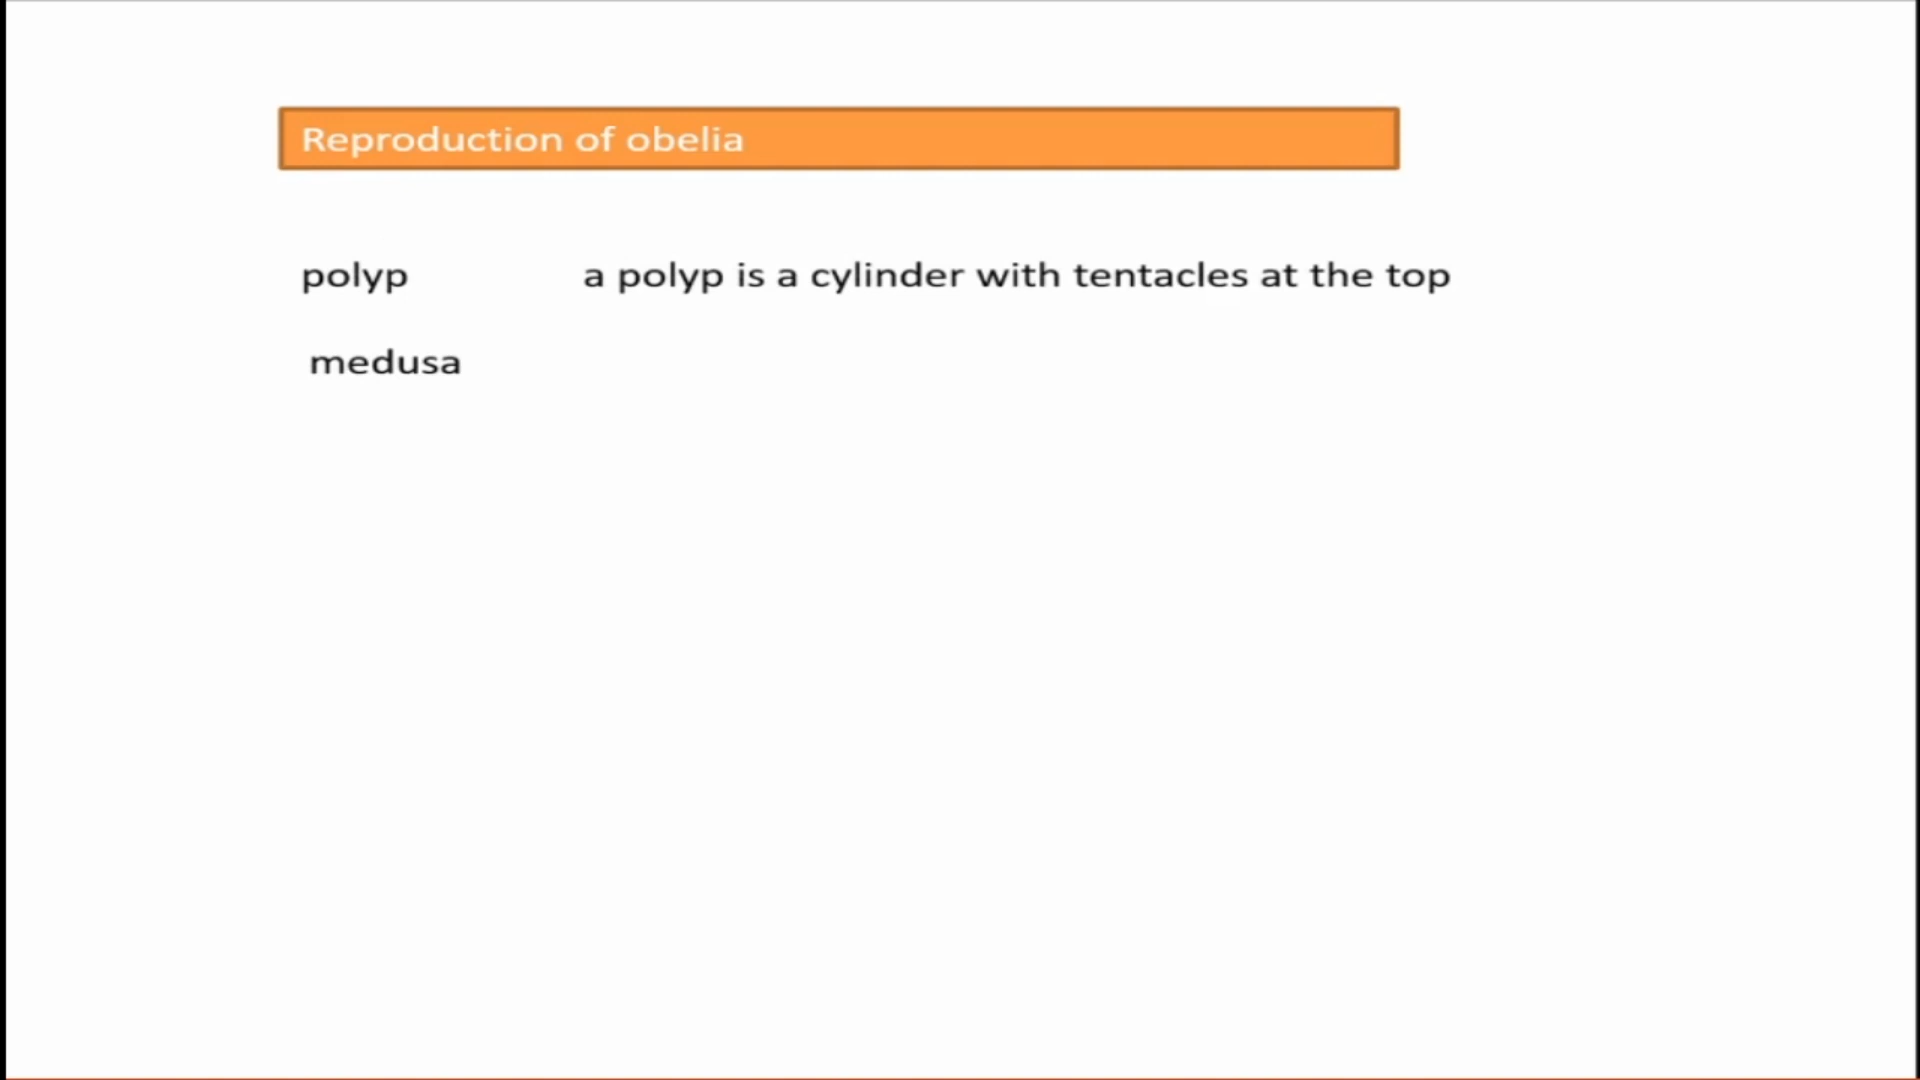 Reproduction of obelia
polyp a polyp is a cylinder with tentacles at the top
medusa